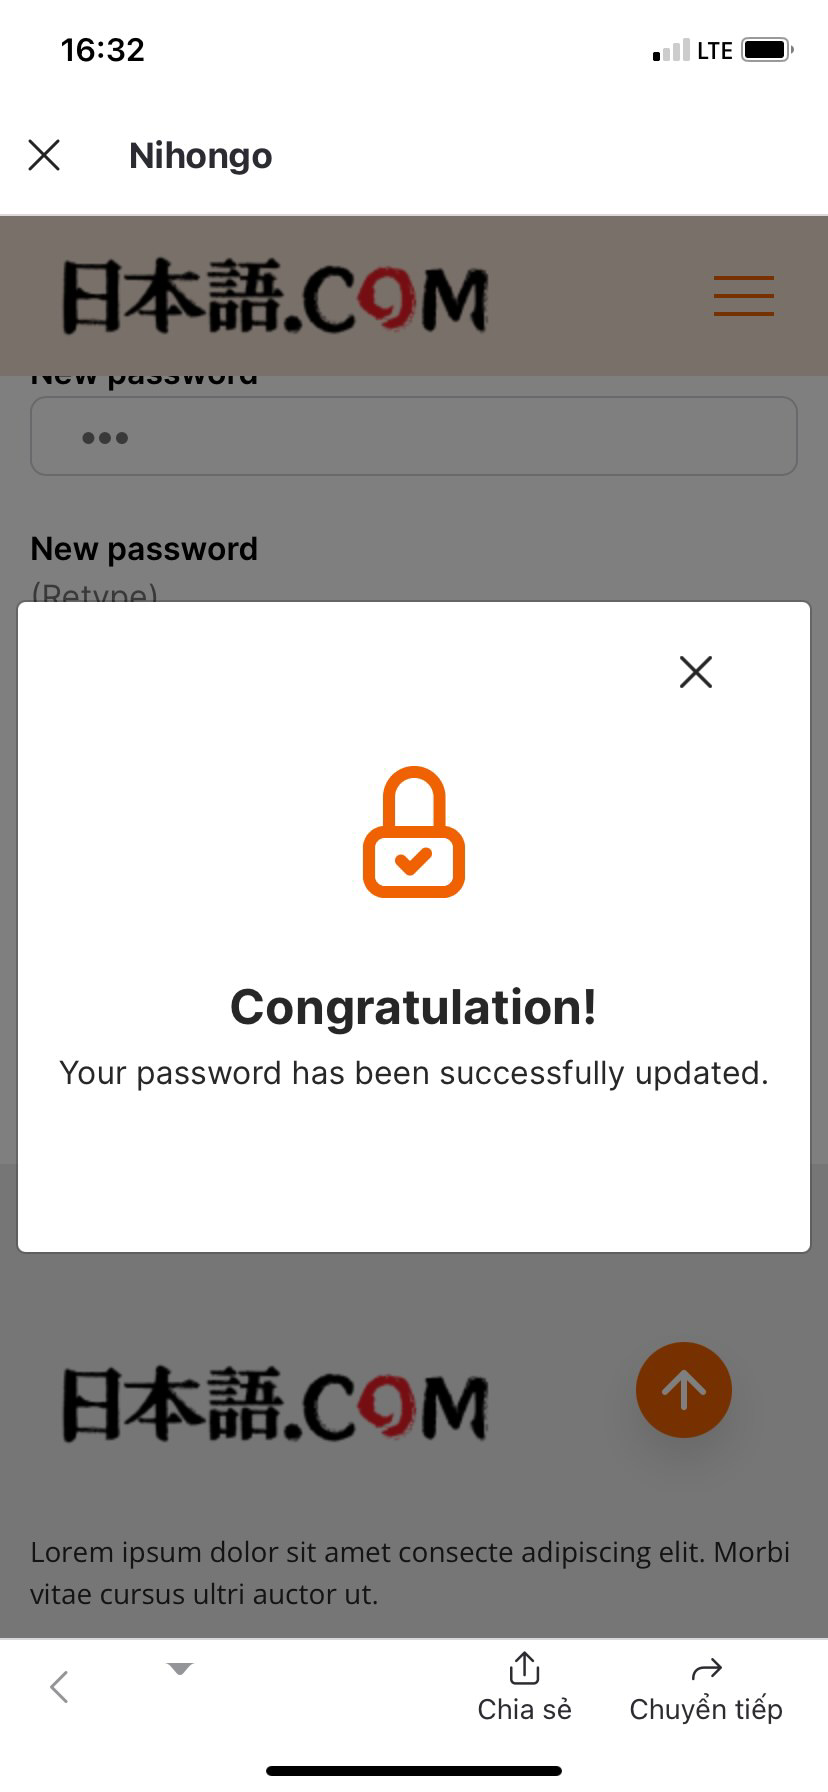 16:32
LTE
Nihongo
日本語.COM
New password
•••
New password
(Retype)
Congratulation!
Your password has been successfully updated.
日本語.COM
Lorem ipsum dolor sit amet consecte adipiscing elit. Morbi
vitae cursus ultri auctor ut.
Chia sẻ
Chuyển tiếp